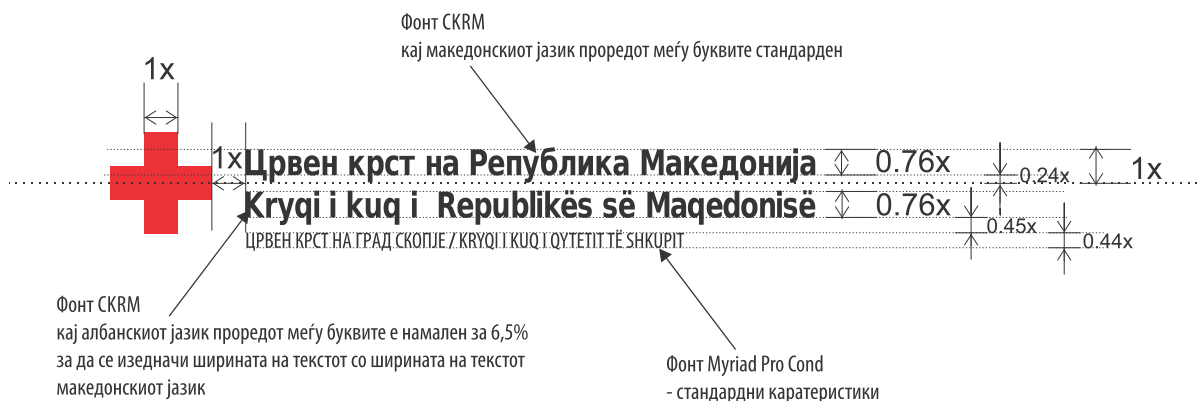 Фонт CKRM
кај македонскиот јазик проредот меѓу буквите стандарден
1x
1x
Црвен крст на Република Македонија
0.76x
0.24x
1x
Kryqi i kuq i Republikës së Maqedonisë
0.76x
0.45x
0.44x
ЦРВЕН КРСТ НА ГРАД СКОПЈЕ / KRYQI I KUQ I QYTETIT TË SHKUPIT
Фонт CKRM
кај албанскиот јазик проредот меѓу буквите е намален за 6,5%
за да се изедначи ширината на текстот со ширината на текстот
македонскиот јазик
Фонт Myriad Pro Cond
- стандардни каратеристики